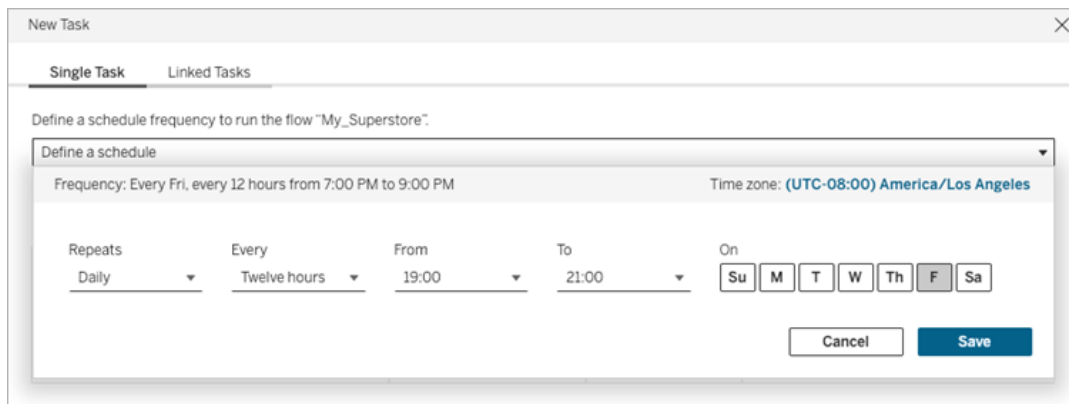 New Task
Single Task Linked Tasks
Define a schedule frequency to run the flow "My_Superstore".
Define a schedule
Frequency: Every Fri, every 12 hours from 7:00 PM to 9:00 PM Time zone: (UTC-08:00) America/Los Angeles
Repeats Every From To On
Daily Twelve hours 19:00 21:00 Su M T W Th F Sa
Cancel Save